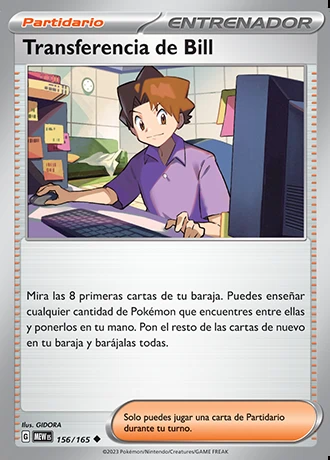 Partidario
ENTRENADOR
Transferencia de Bill
Mira las 8 primeras cartas de tu baraja. Puedes enseñar
cualquier cantidad de Pokémon que encuentres entre ellas
y ponerlos en tu mano. Pon el resto de las cartas de nuevo
en tu baraja y barájalas todas.
Ilus. GIDORA
G MEW ES 156/165
Solo puedes jugar una carta de Partidario
durante tu turno.
©2023 Pokémon/Nintendo/Creatures/GAME FREAK